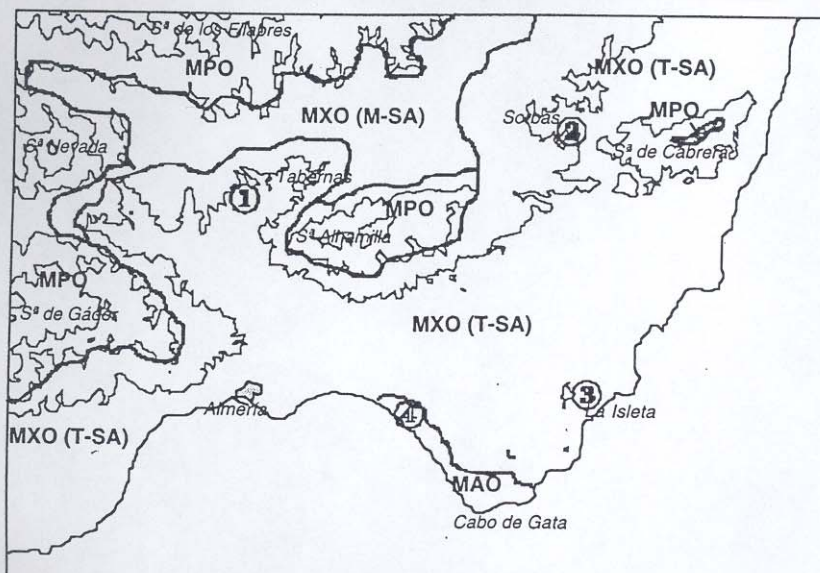 Sª de los Filabres
MPO
MXO (T-SA)
MXO (M-SA)
MPO
Sorbas
2
Sª Nevada
Sª de Cabreras
Tabernas
1
MPO
Sª Alhamilla
MPO
Sª de Gádor
MXO (T-SA)
3
Almería
4
La Isleta
MXO (T-SA)
MAO
Cabo de Gata